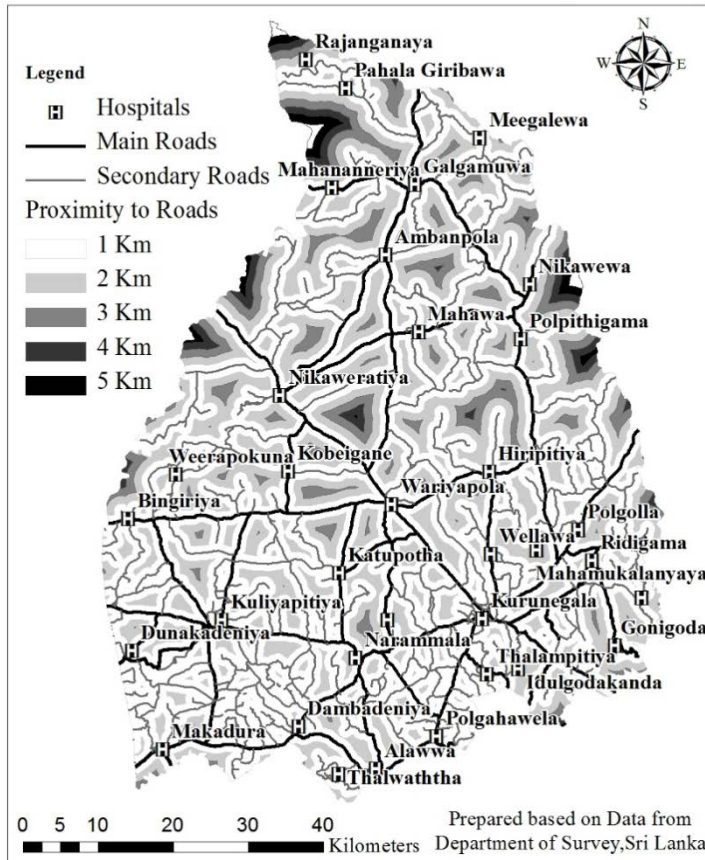 Rajanganaya
N
Legend
Pahala Giribawa
W
E
Hospitals
S
Main Roads
Meegalewa
Secondary Roads
Mahananneriya
Galgamuwa
Proximity to Roads
1 Km
Ambanpola
2 Km
Nikawewa
3 Km
Mahawa
Polpithigama
4 Km
5 Km
Nikaweratiya
Weerapokuna
Kobeigane
Hiripitiya
Bingiriya
Wariyapola
Polgolla
Wellawa
Ridigama
Katupotha
Mahamukalanyaya
Kuliyapitiya
Kurunegala
Dunakadeniya
Gonigoda
Narammala
Thalampitiya
Idulgodakanda
Dambadeniya
Polgahawela
Makadura
Alawwa
Thalwaththa
0 5 10 20 30 40
Kilometers
Prepared based on Data from
Department of Survey,Sri Lanka